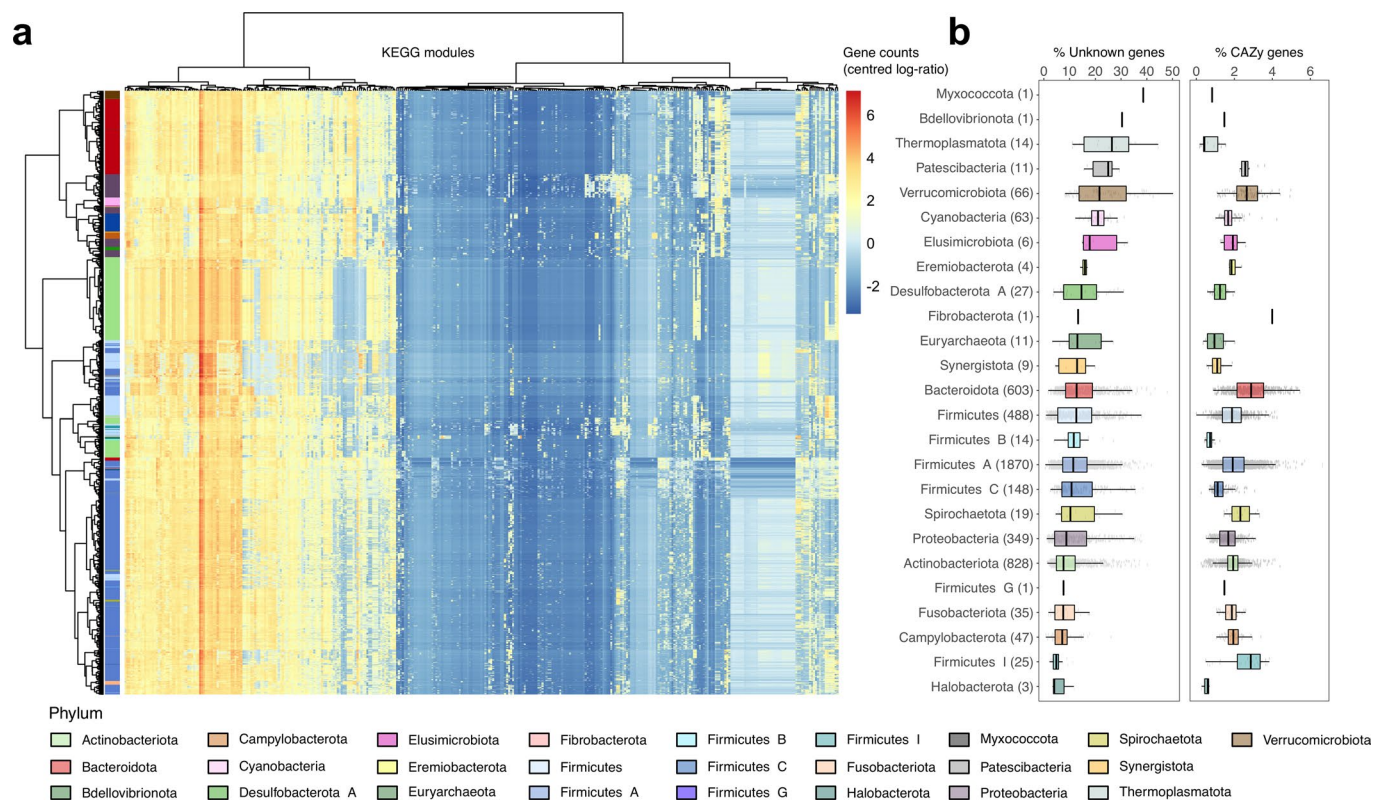 a
KEGG modules
Gene counts
(centred log-ratio)
6
4
2
0
-2
b
% Unknown genes
% CAZy genes
0 10 20 30 40 50
0 2 4 6
Myxococcota (1)
Bdellovibrionota (1)
Thermoplasmatota (14)
Patescibacteria (11)
Verrucomicrobiota (66)
Cyanobacteria (63)
Elusimicrobiota (6)
Eremiobacterota (4)
Desulfobacterota A (27)
Fibrobacterota (1)
Euryarchaeota (11)
Synergistota (9)
Bacteroidota (603)
Firmicutes (488)
Firmicutes B (14)
Firmicutes A (1870)
Firmicutes C (148)
Spirochaetota (19)
Proteobacteria (349)
Actinobacteriota (828)
Firmicutes G (1)
Fusobacteriota (35)
Campylobacterota (47)
Firmicutes I (25)
Halobacterota (3)
Phylum
Actinobacteriota Campylobacterota Elusimicrobiota Fibrobacterota Firmicutes B Firmicutes I Myxococcota Spirochaetota Verrucomicrobiota
Bacteroidota Cyanobacteria Eremiobacterota Firmicutes Firmicutes C Fusobacteriota Patescibacteria Synergistota
Bdellovibrionota Desulfobacterota A Euryarchaeota Firmicutes A Firmicutes G Halobacterota Proteobacteria Thermoplasmatota